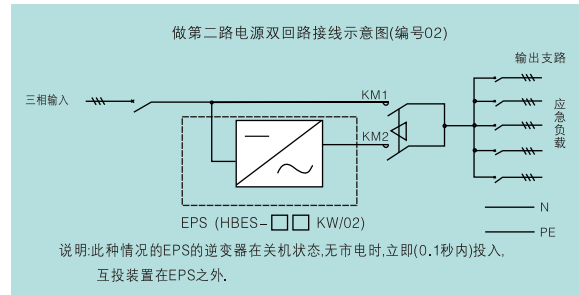 做第二路电源双回路接线示意图(编号02)
输出支路
三相输入
KM1
KM2
应急负载
EPS (HBES-□□ KW/02)
N
PE
说明:此种情况的EPS的逆变器在关机状态,无市电时,立即(0.1秒内)投入,
互投装置在EPS之外.